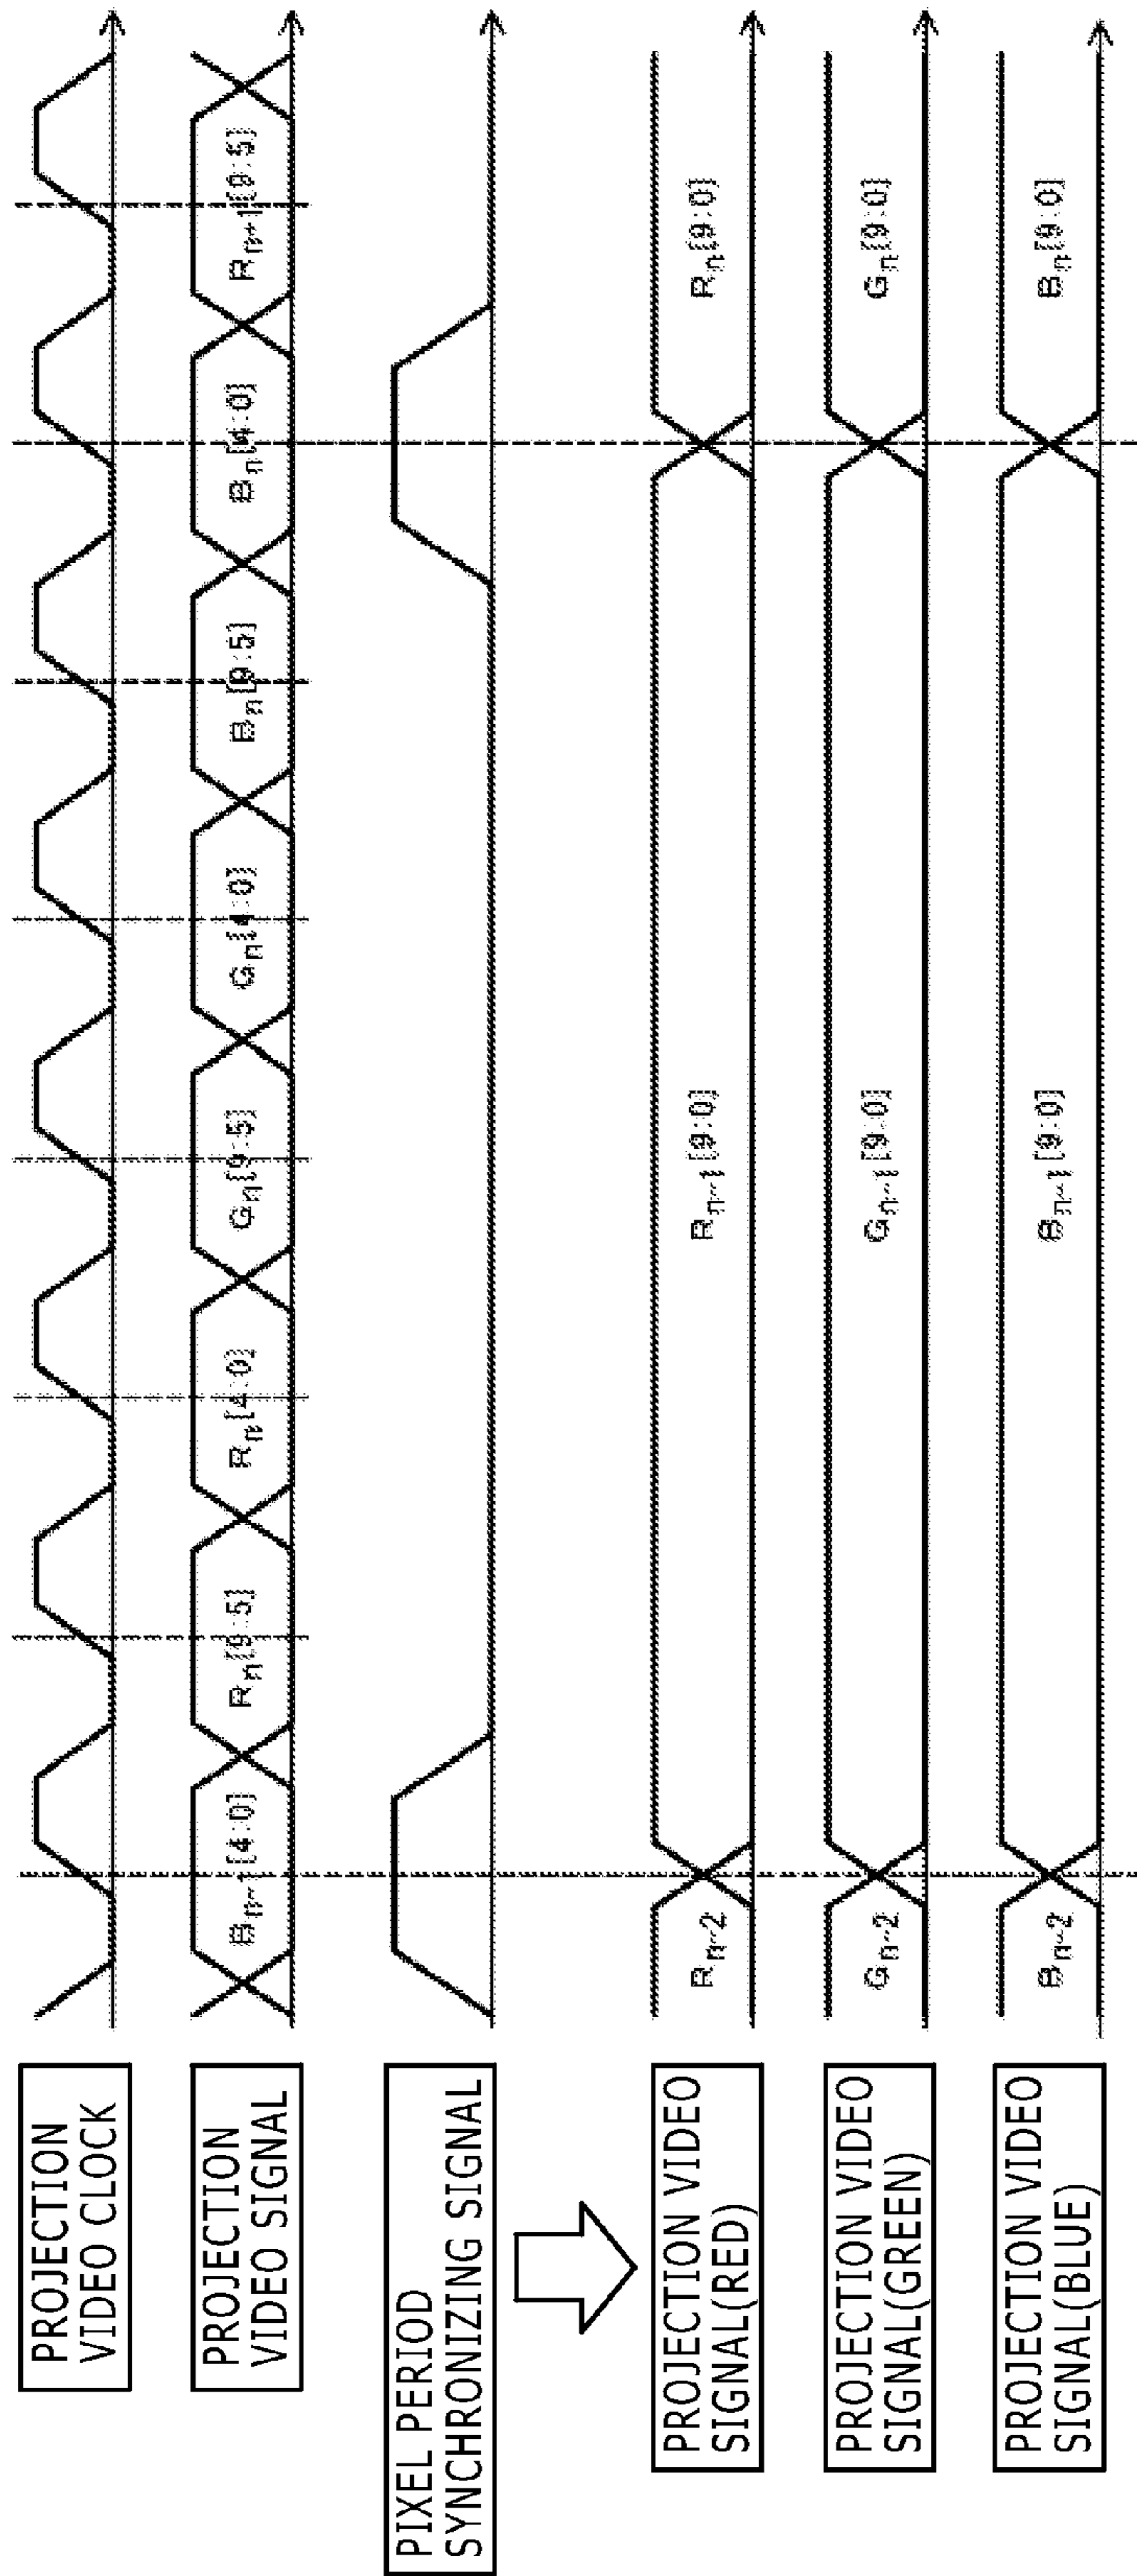 PROJECTION
VIDEO CLOCK
PROJECTION
VIDEO SIGNAL
Bn-1[4:0]
Rn[9:5]
Rn[4:0]
Gn[9:5]
Gn[4:0]
Bn[9:5]
Bn[4:0]
Rn+1[9:5]
PIXEL PERIOD
SYNCHRONIZING SIGNAL
PROJECTION VIDEO
SIGNAL(RED)
Rn-2
Rn-1[9:0]
Rn[9:0]
PROJECTION VIDEO
SIGNAL(GREEN)
Gn-2
Gn-1[9:0]
Gn[9:0]
PROJECTION VIDEO
SIGNAL(BLUE)
Bn-2
Bn-1[9:0]
Bn[9:0]